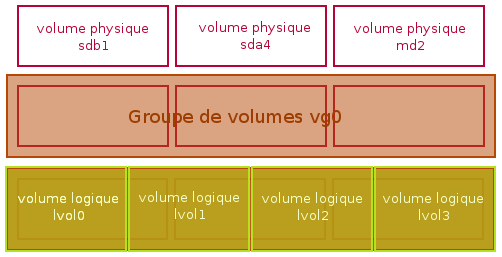 volume physique
sdb1
volume physique
sda4
volume physique
md2
Groupe de volumes vg0
volume logique
lvol0
volume logique
lvol1
volume logique
lvol2
volume logique
lvol3